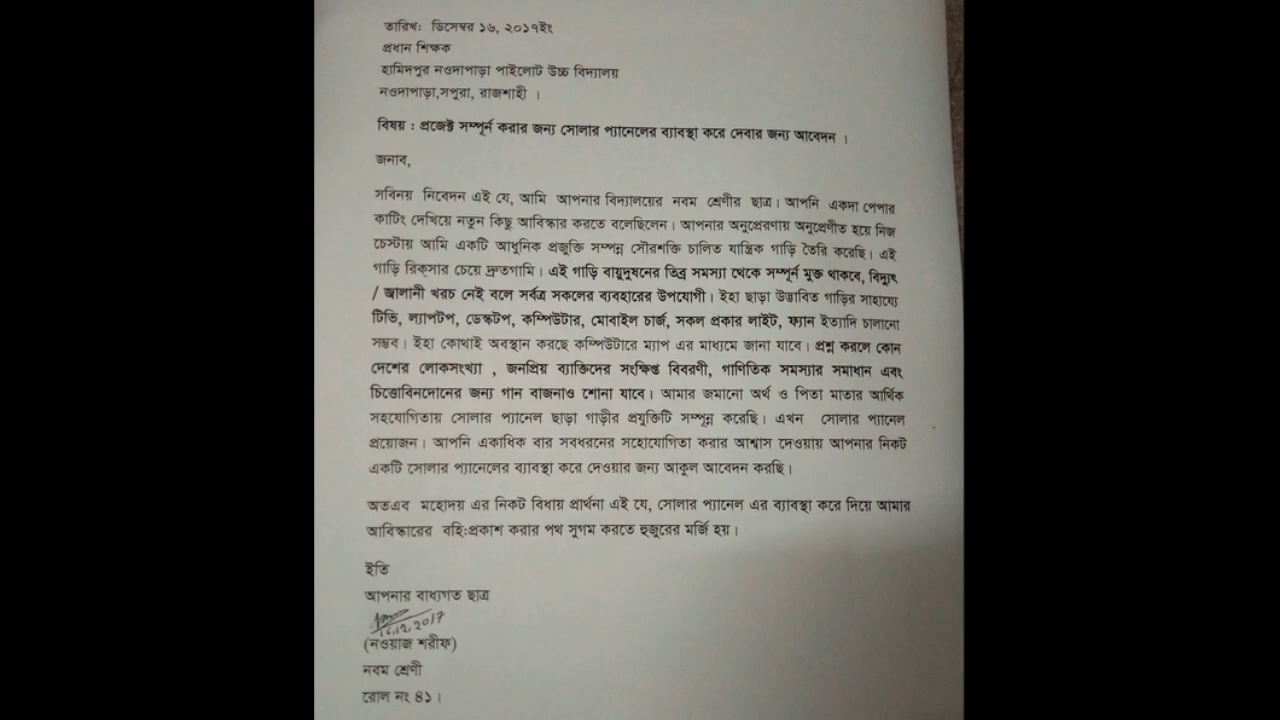 তারিখ: ডিসেম্বর ১৬, ২০১৭ইং
প্রধান শিক্ষক
হামিদপুর নওদাপাড়া পাইলোট উচ্চ বিদ্যালয়
নওদাপাড়া,সপুরা, রাজশাহী ।
বিষয় : প্রজেক্ট সম্পূর্ন করার জন্য সোলার প্যানেলের ব্যাবস্থা করে দেবার জন্য আবেদন ।
জনাব,
সবিনয় নিবেদন এই যে, আমি আপনার বিদ্যালয়ের নবম শ্রেণীর ছাত্র। আপনি একদা পেপার
কাটিং দেখিয়ে নতুন কিছু আবিস্কার করতে বলেছিলেন। আপনার অনুপ্রেরণায় অনুপ্রেণীত হয়ে নিজ
চেস্টায় আমি একটি আধুনিক প্রজুক্তি সম্পন্ন সৌরশক্তি চালিত যান্ত্রিক গাড়ি তৈরি করেছি। এই
গাড়ি রিক্সার চেয়ে দ্রুতগামি। এই গাড়ি বায়ুদুষনের তিব্র সমস্যা থেকে সম্পূর্ন মুক্ত থাকবে, বিদ্যুৎ
/ জ্বালানী খরচ নেই বলে সর্বত্র সকলের ব্যবহারের উপযোগী। ইহা ছাড়া উদ্ভাবিত গাড়ির সাহায্যে
টিভি, ল্যাপটপ, ডেস্কটপ, কম্পিউটার, মোবাইল চার্জ, সকল প্রকার লাইট, ফ্যান ইত্যাদি চালানো
সম্ভব। ইহা কোথাই অবস্থান করছে কম্পিউটারে ম্যাপ এর মাধ্যমে জানা যাবে। প্রশ্ন করলে কোন
দেশের লোকসংখ্যা , জনপ্রিয় ব্যাক্তিদের সংক্ষিপ্ত বিবরণী, গাণিতিক সমস্যার সমাধান এবং
চিত্তোবিনদোনের জন্য গান বাজনাও শোনা যাবে। আমার জমানো অর্থ ও পিতা মাতার আর্থিক
সহযোগিতায় সোলার প্যানেল ছাড়া গাড়ীর প্রযুক্তিটি সম্পূন্ন করেছি। এখন সোলার প্যানেল
প্রয়োজন। আপনি একাধিক বার সবধরনের সহোযোগিতা করার আশ্বাস দেওয়ায় আপনার নিকট
একটি সোলার প্যানেলের ব্যাবস্থা করে দেওয়ার জন্য আকুল আবেদন করছি।
অতএব মহোদয় এর নিকট বিধায় প্রার্থনা এই যে, সোলার প্যানেল এর ব্যাবস্থা করে দিয়ে আমার
আবিস্কারের বহি:প্রকাশ করার পথ সুগম করতে হুজুরের মর্জি হয়।
ইতি
আপনার বাধ্যগত ছাত্র
16.12.2017
(নওয়াজ শরীফ)
নবম শ্রেণী
রোল নং ৪১।